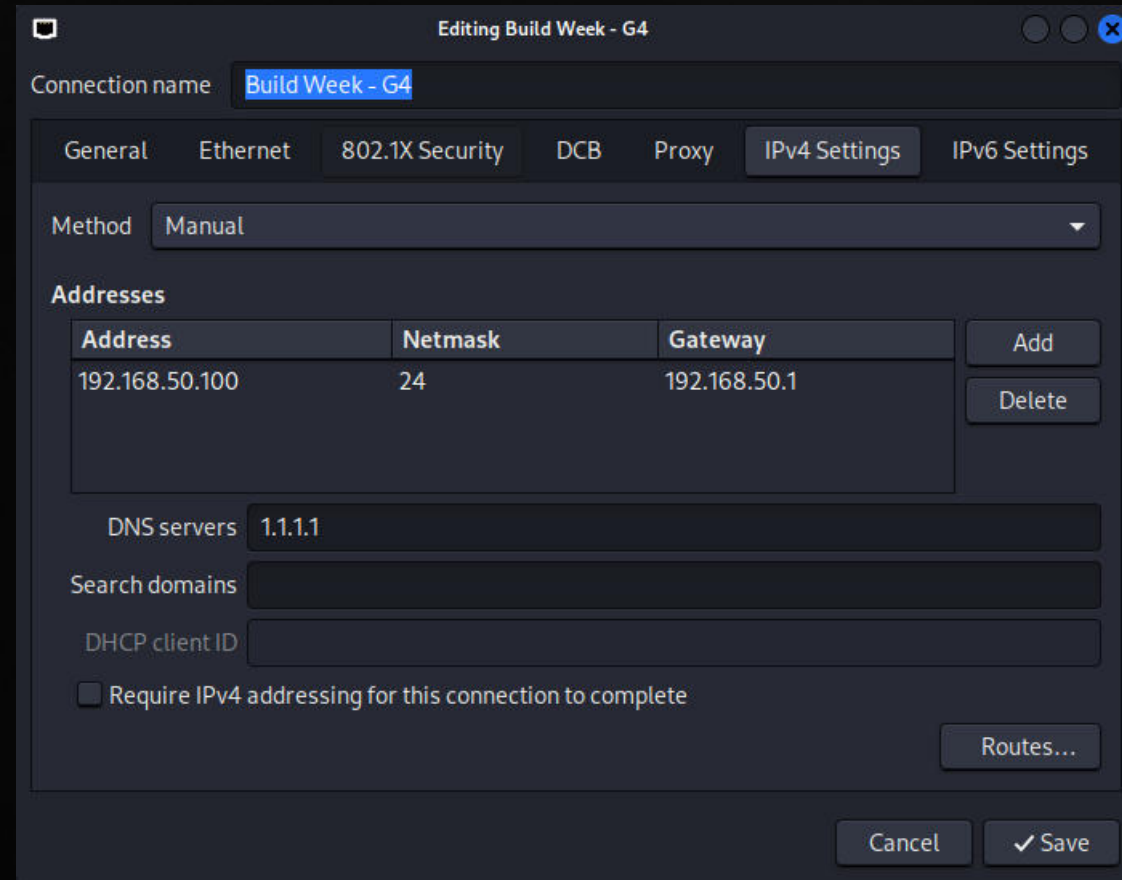 Editing Build Week - G4
Connection name Build Week - G4
General Ethernet 802.1X Security DCB Proxy IPv4 Settings IPv6 Settings
Method Manual
Addresses
Address Netmask Gateway Add
192.168.50.100 24 192.168.50.1
Delete
DNS servers 1.1.1.1
Search domains
DHCP client ID
Require IPv4 addressing for this connection to complete
Routes...
Cancel Save